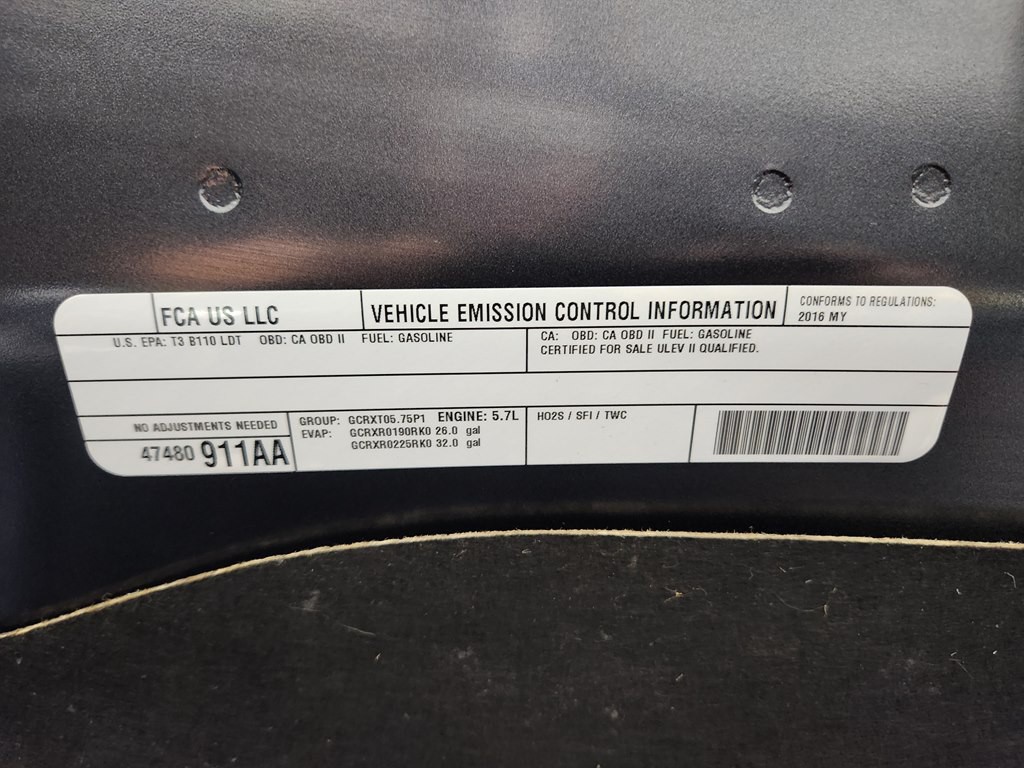 FCA US LLC
VEHICLE EMISSION CONTROL INFORMATION
CONFORMS TO REGULATIONS:
2016 MY
U.S. EPA: T3 B110 LDT OBD: CA OBD II FUEL: GASOLINE
CA: OBD: CA OBD II FUEL: GASOLINE
CERTIFIED FOR SALE ULEV II QUALIFIED.
NO ADJUSTMENTS NEEDED
47480 911AA
GROUP: GCRXT05.75P1 ENGINE: 5.7L
EVAP: GCRXR0190RK0 26.0 gal
GCRXR0225RK0 32.0 gal
HO2S / SFI / TWC